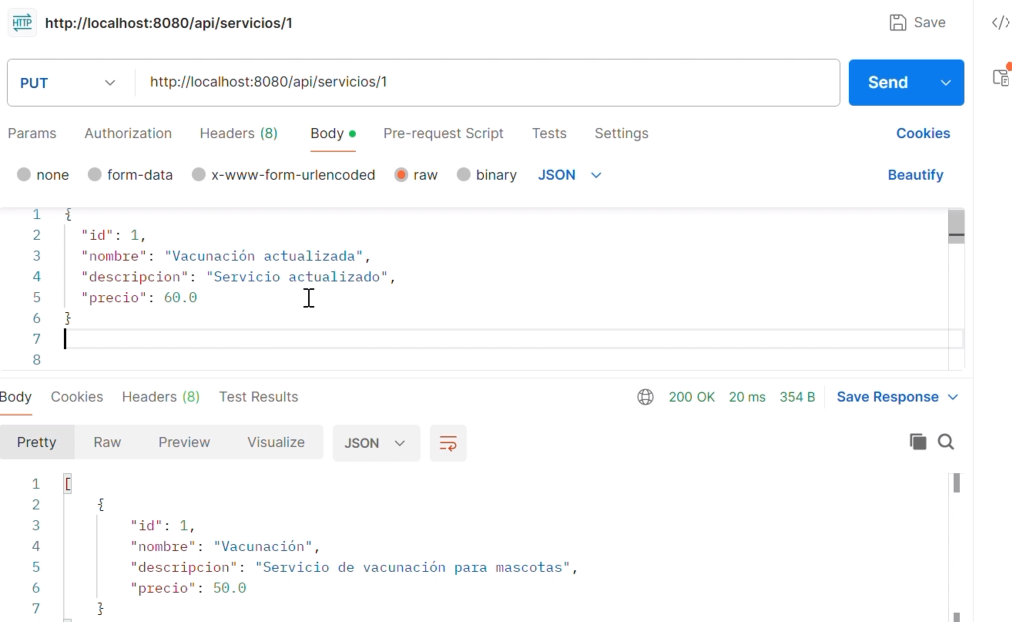 HTTP http://localhost:8080/api/servicios/1 Save </>
PUT http://localhost:8080/api/servicios/1 Send
Params Authorization Headers (8) Body Pre-request Script Tests Settings Cookies
none form-data x-www-form-urlencoded raw binary JSON Beautify
1 {
2 "id": 1,
3 "nombre": "Vacunación actualizada",
4 "descripcion": "Servicio actualizado",
5 "precio": 60.0
6 }
7
8
Body Cookies Headers (8) Test Results 200 OK 20 ms 354 B Save Response
Pretty Raw Preview Visualize JSON
1 [
2 {
3 "id": 1,
4 "nombre": "Vacunación",
5 "descripcion": "Servicio de vacunación para mascotas",
6 "precio": 50.0
7 }